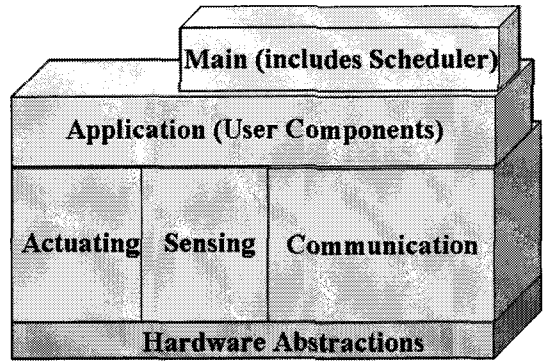 Main (includes Scheduler)
Application (User Components)
Actuating
Sensing
Communication
Hardware Abstractions